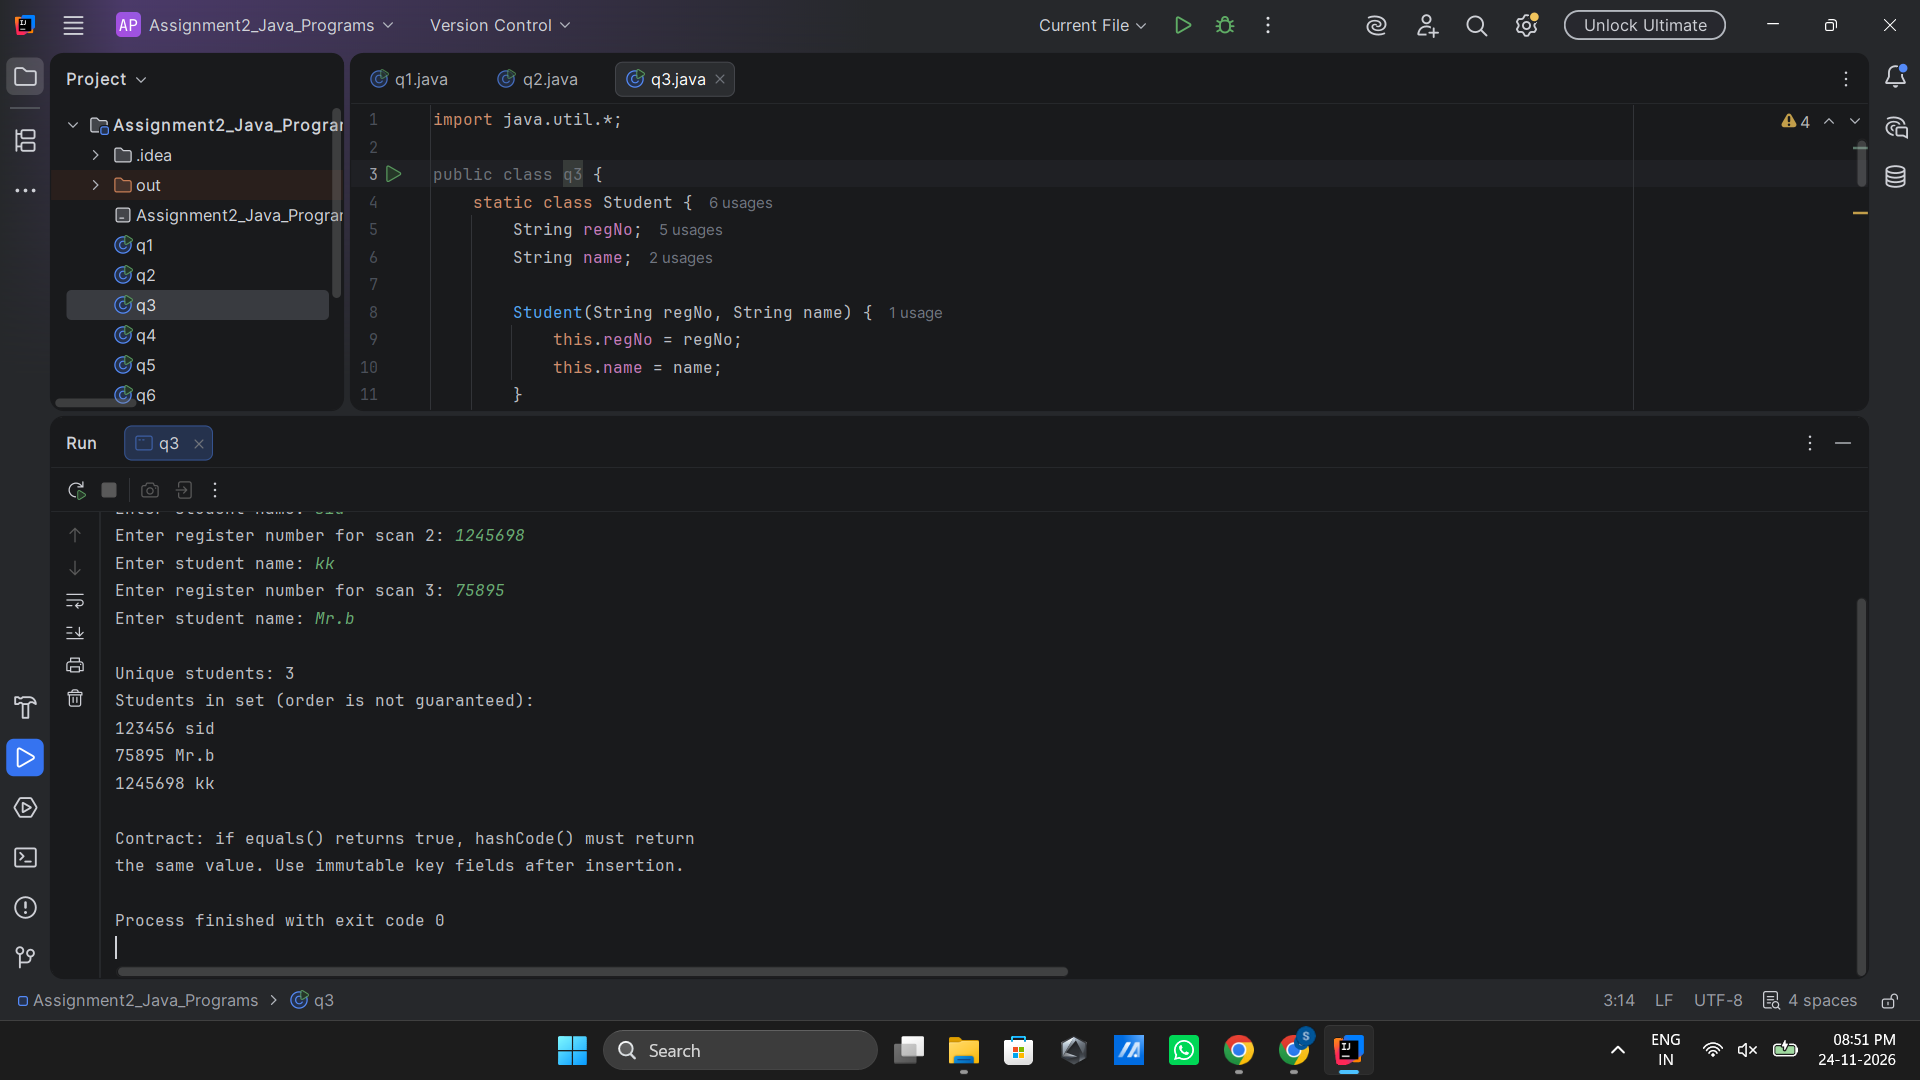 AP Assignment2_Java_Programs
Version Control
Current File
Unlock Ultimate
Project
q1.java
q2.java
q3.java
Assignment2_Java_Progra
.idea
out
Assignment2_Java_Progra
q1
q2
q3
q4
q5
q6
4
1 import java.util.*;
2
3 public class q3 {
4 static class Student { 6 usages
5 String regNo; 5 usages
6 String name; 2 usages
7
8 Student(String regNo, String name) { 1 usage
9 this.regNo = regNo;
10 this.name = name;
11 }
Run
q3
Enter student name: sid
Enter register number for scan 2: 1245698
Enter student name: kk
Enter register number for scan 3: 75895
Enter student name: Mr.b
Unique students: 3
Students in set (order is not guaranteed):
123456 sid
75895 Mr.b
1245698 kk
Contract: if equals() returns true, hashCode() must return
the same value. Use immutable key fields after insertion.
Process finished with exit code 0
Assignment2_Java_Programs > q3
3:14 LF UTF-8 4 spaces
Search
S
ENG
IN
08:51 PM
24-11-2026